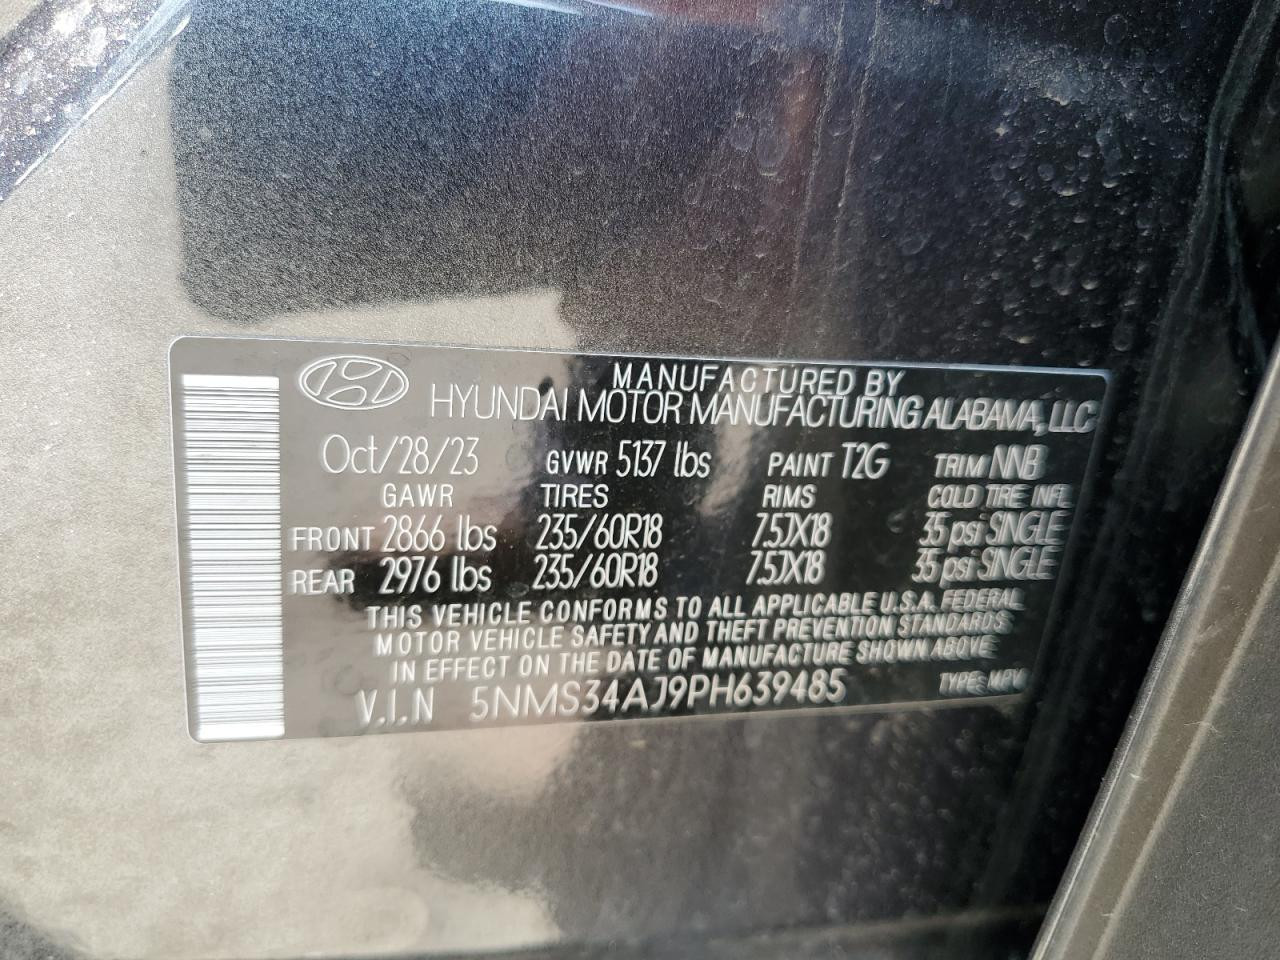 MANUFACTURED BY
HYUNDAI MOTOR MANUFACTURING ALABAMA, LLC
Oct/28/23 GVWR 5137 lbs PAINT T2G TRIM NNB
GAWR TIRES RIMS COLD TIRE INFL
FRONT 2866 lbs 235/60R18 7.5JX18 35 psi SINGLE
REAR 2976 lbs 235/60R18 7.5JX18 35 psi SINGLE
THIS VEHICLE CONFORMS TO ALL APPLICABLE U.S.A. FEDERAL
MOTOR VEHICLE SAFETY AND THEFT PREVENTION STANDARDS
IN EFFECT ON THE DATE OF MANUFACTURE SHOWN ABOVE
V.I.N 5NMS34AJ9PH639485 TYPE: MPV